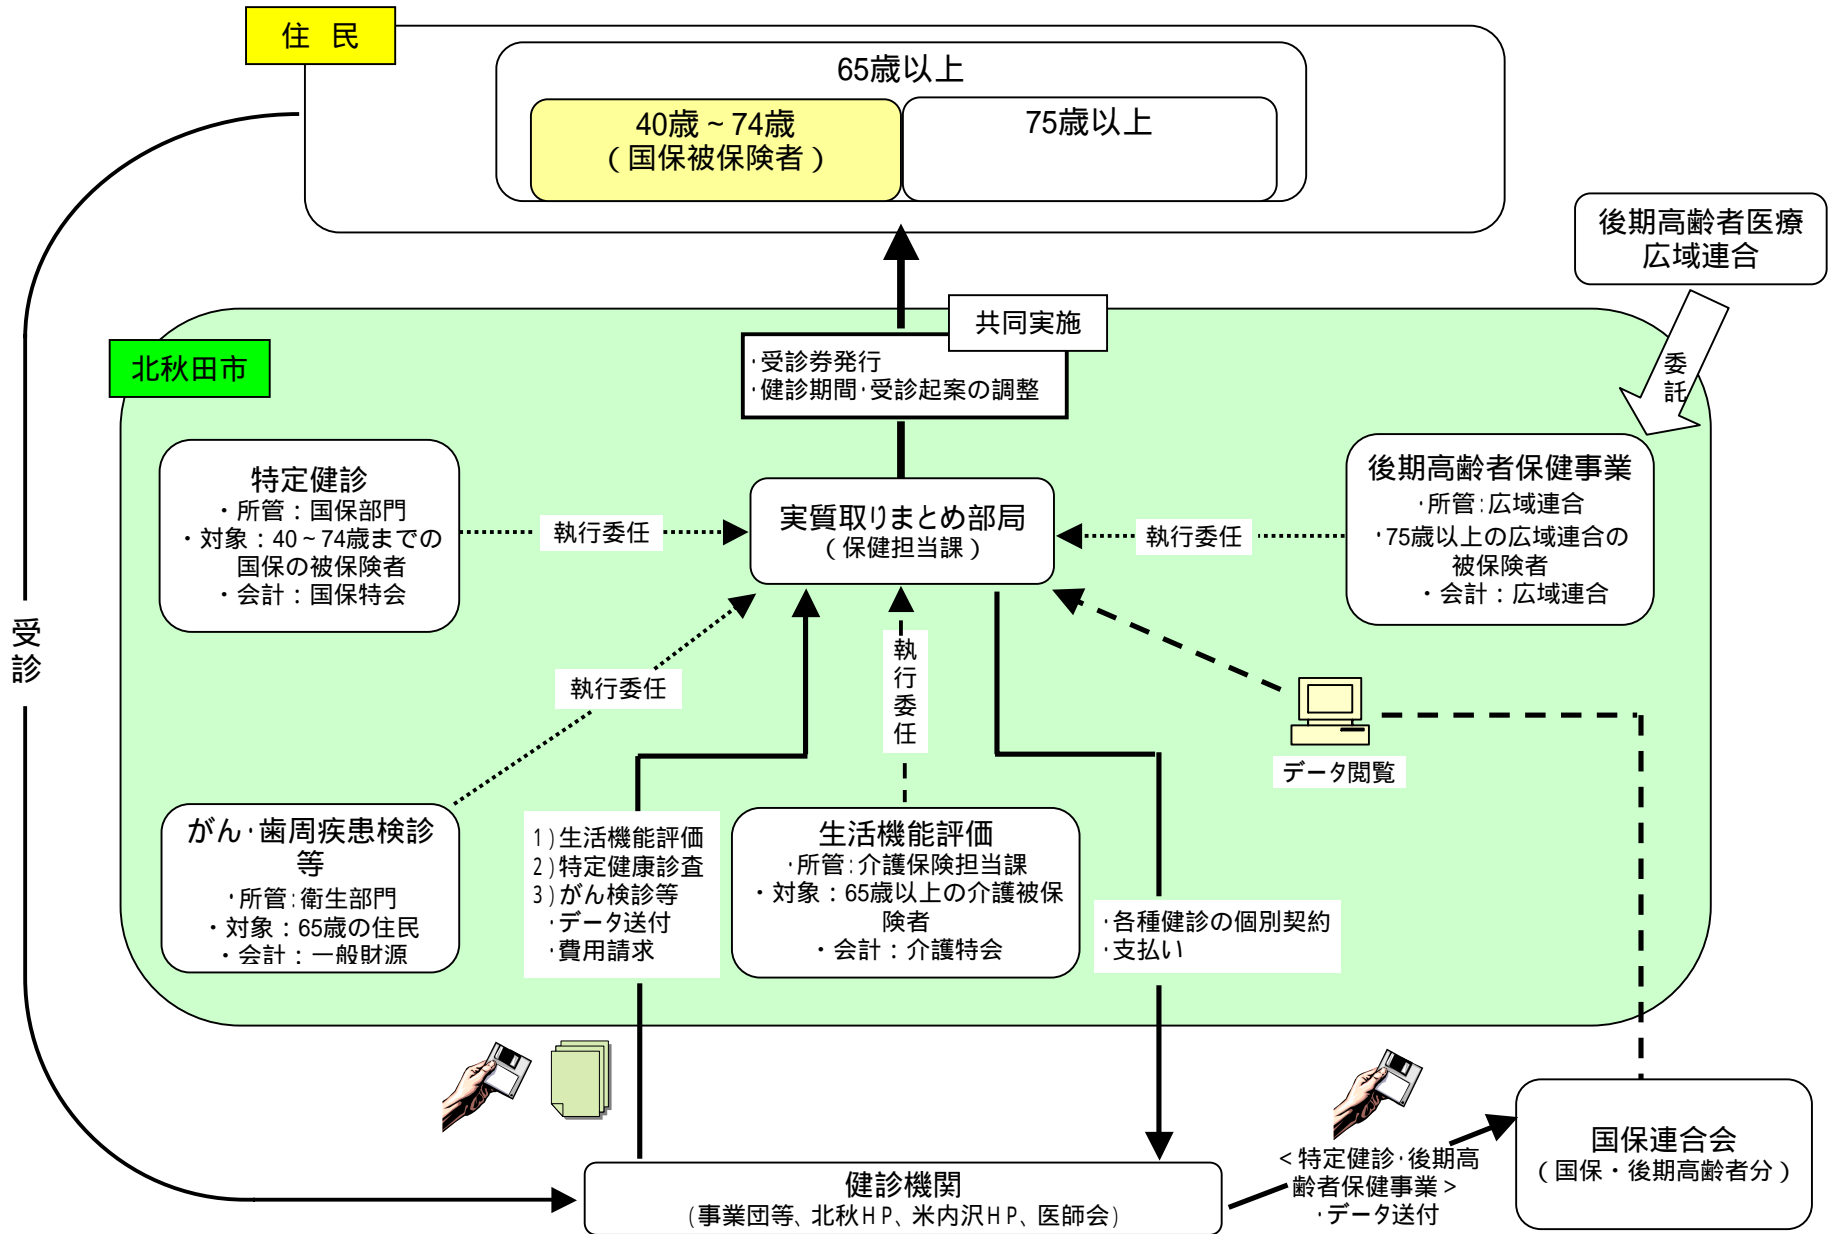 住 民
65歳以上
40歳~74歳
(国保被保険者)
75歳以上
後期高齢者医療
広域連合
委託
共同実施
・受診券発行
・健診期間・受診起案の調整
北秋田市
特定健診
・所管:国保部門
・対象:40~74歳までの
国保の被保険者
・会計:国保特会
執行委任
実質取りまとめ部局
(保健担当課)
執行委任
後期高齢者保健事業
・所管:広域連合
・75歳以上の広域連合の
被保険者
・会計:広域連合
受診
執行委任
執行委任
データ閲覧
がん・歯周疾患検診
等
・所管:衛生部門
・対象:65歳の住民
・会計:一般財源
1)生活機能評価
2)特定健康診査
3)がん検診等
・データ送付
・費用請求
生活機能評価
・所管:介護保険担当課
・対象:65歳以上の介護被保
険者
・会計:介護特会
・各種健診の個別契約
・支払い
健診機関
(事業団等、北秋HP、米内沢HP、医師会)
<特定健診・後期高
齢者保健事業>
・データ送付
国保連合会
(国保・後期高齢者分)